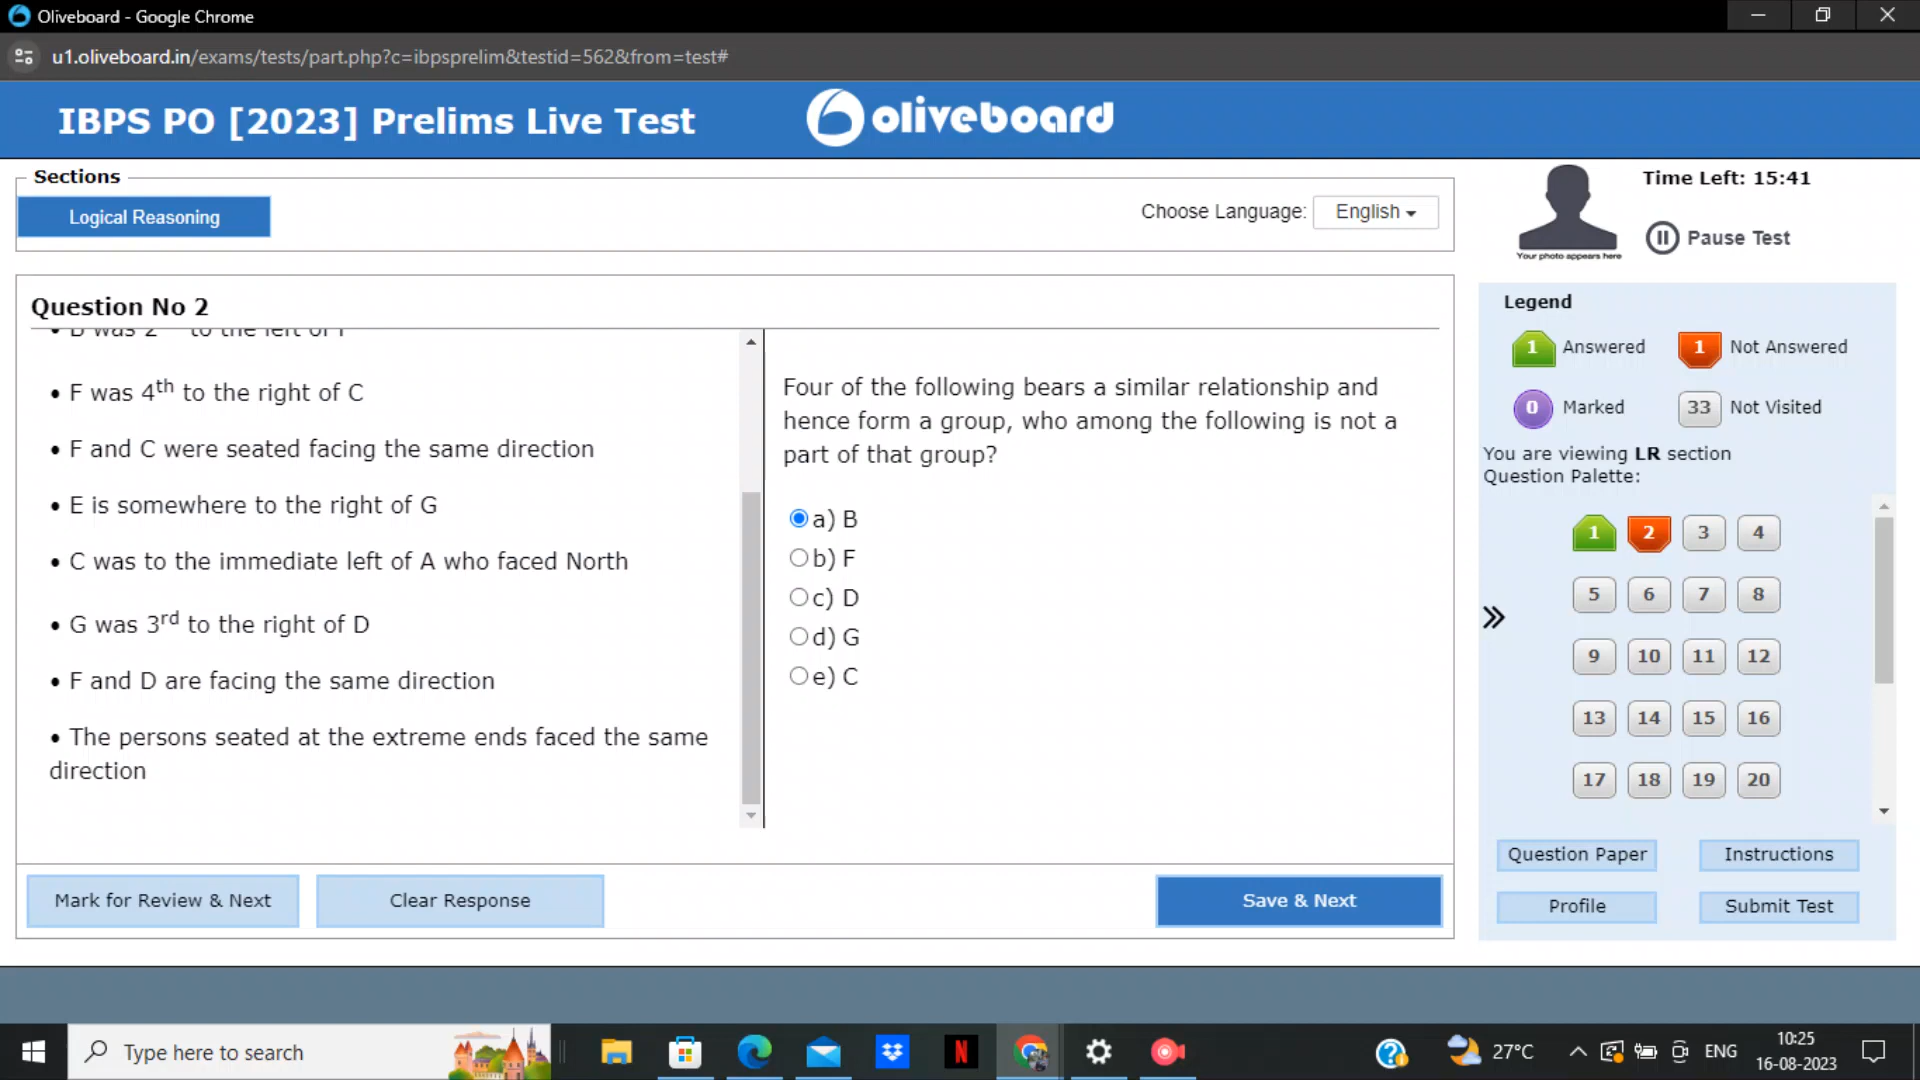 Oliveboard - Google Chrome
u1.oliveboard.in/exams/tests/part.php?c=ibpsprelim&testid=562&from=test#
IBPS PO [2023] Prelims Live Test
oliveboard
Sections
Logical Reasoning
Choose Language:
English
Your photo appears here
Time Left: 15:41
Pause Test
Question No 2
• F was 4th to the right of C
• F and C were seated facing the same direction
• E is somewhere to the right of G
• C was to the immediate left of A who faced North
• G was 3rd to the right of D
• F and D are facing the same direction
• The persons seated at the extreme ends faced the same
direction
Four of the following bears a similar relationship and
hence form a group, who among the following is not a
part of that group?
a) B
b) F
c) D
d) G
e) C
Mark for Review & Next
Clear Response
Save & Next
Legend
1 Answered
1 Not Answered
0 Marked
33 Not Visited
You are viewing LR section
Question Palette:
1 2 3 4
5 6 7 8
9 10 11 12
13 14 15 16
17 18 19 20
Question Paper
Instructions
Profile
Submit Test
Type here to search
27°C
ENG
10:25
16-08-2023